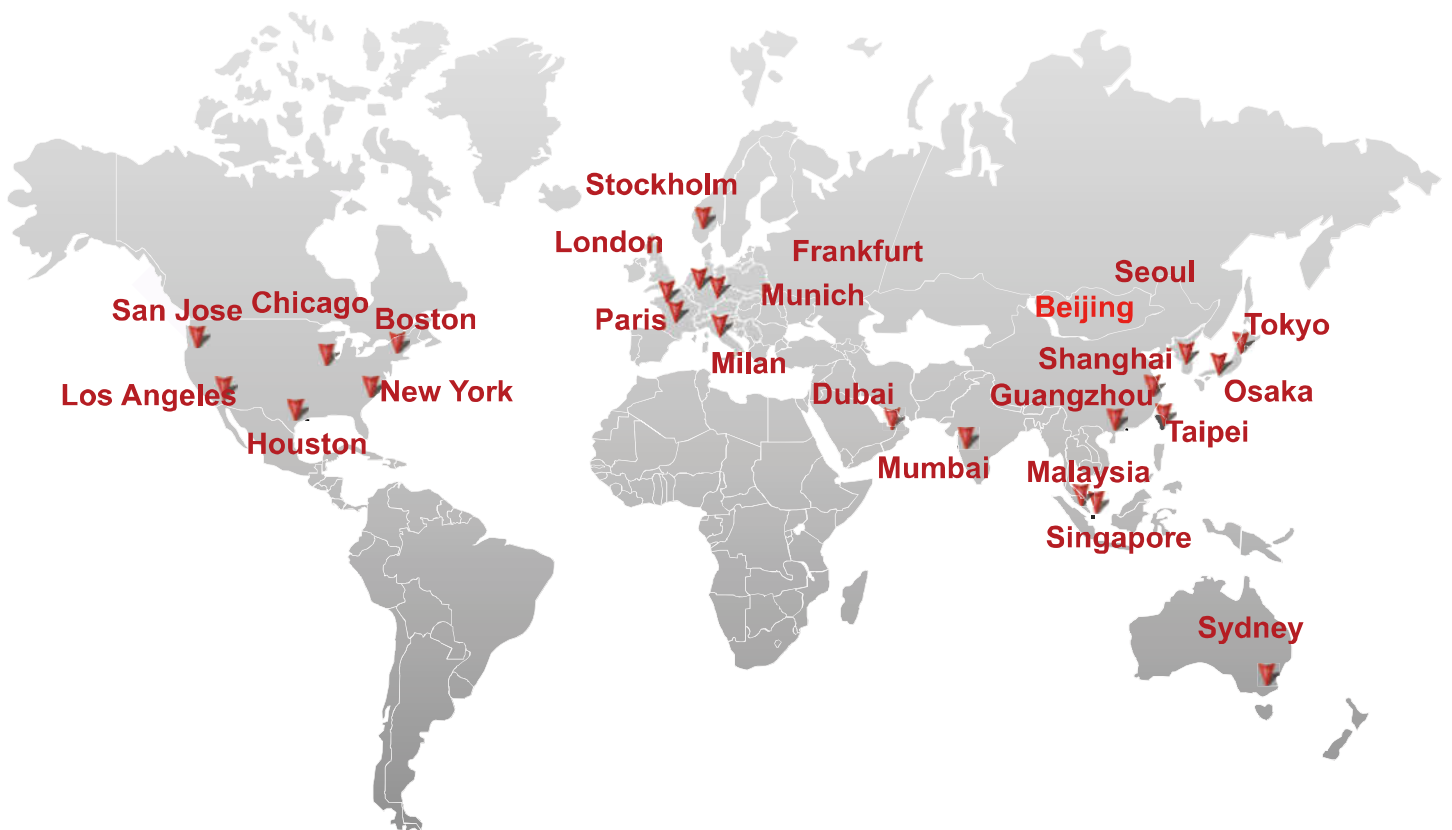 Stockholm
London
Frankfurt
Seoul
Munich
Beijing
San Jose
Chicago
Boston
Paris
Tokyo
Milan
Shanghai
Los Angeles
New York
Dubai
Guangzhou
Osaka
Houston
Taipei
Mumbai
Malaysia
Singapore
Sydney